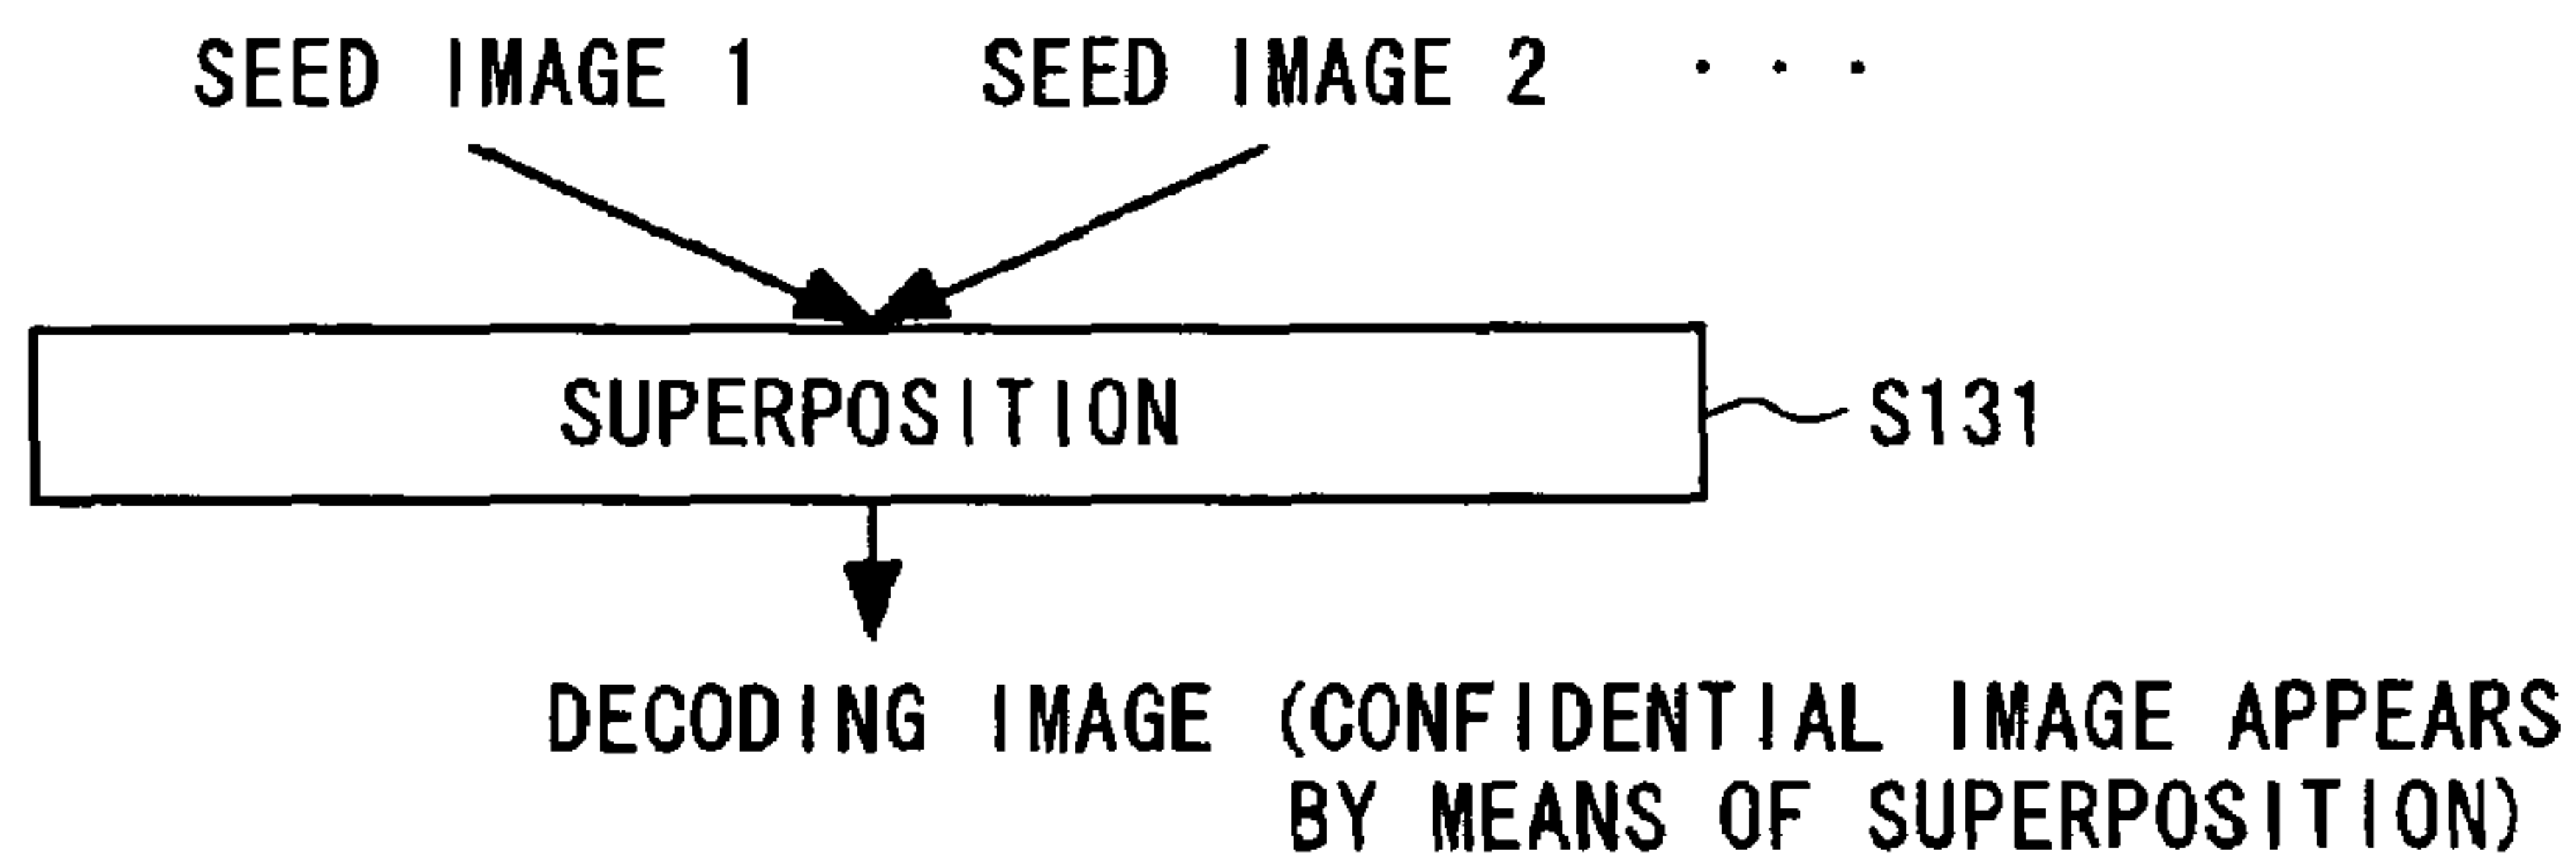 SEED IMAGE 1 SEED IMAGE 2 · · ·
SUPERPOSITION S131
DECODING IMAGE (CONFIDENTIAL IMAGE APPEARS
BY MEANS OF SUPERPOSITION)